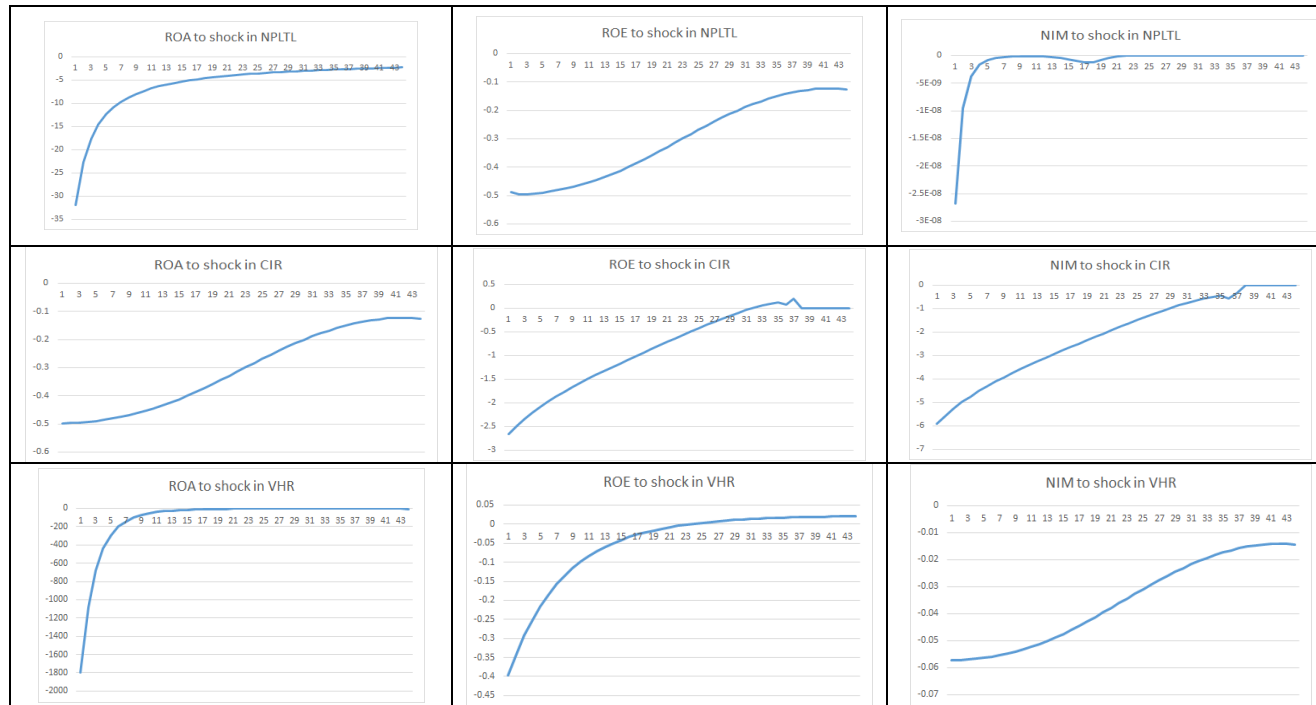 ROA to shock in NPLTL
0
1 3 5 7 9 11 13 15 17 19 21 23 25 27 29 31 33 35 37 39 41 43
-5
-10
-15
-20
-25
-30
-35
ROE to shock in NPLTL
0
1 3 5 7 9 11 13 15 17 19 21 23 25 27 29 31 33 35 37 39 41 43
-0.1
-0.2
-0.3
-0.4
-0.5
-0.6
NIM to shock in NPLTL
0
1 3 5 7 9 11 13 15 17 19 21 23 25 27 29 31 33 35 37 39 41 43
-5E-09
-1E-08
-1.5E-08
-2E-08
-2.5E-08
-3E-08
ROA to shock in CIR
0
1 3 5 7 9 11 13 15 17 19 21 23 25 27 29 31 33 35 37 39 41 43
-0.1
-0.2
-0.3
-0.4
-0.5
-0.6
ROE to shock in CIR
0.5
0
1 3 5 7 9 11 13 15 17 19 21 23 25 27 29 31 33 35 37 39 41 43
-0.5
-1
-1.5
-2
-2.5
-3
NIM to shock in CIR
0
1 3 5 7 9 11 13 15 17 19 21 23 25 27 29 31 33 35 37 39 41 43
-1
-2
-3
-4
-5
-6
-7
ROA to shock in VHR
0
1 3 5 7 9 11 13 15 17 19 21 23 25 27 29 31 33 35 37 39 41 43
-200
-400
-600
-800
-1000
-1200
-1400
-1600
-1800
-2000
ROE to shock in VHR
0.05
0
1 3 5 7 9 11 13 15 17 19 21 23 25 27 29 31 33 35 37 39 41 43
-0.05
-0.1
-0.15
-0.2
-0.25
-0.3
-0.35
-0.4
-0.45
NIM to shock in VHR
0
1 3 5 7 9 11 13 15 17 19 21 23 25 27 29 31 33 35 37 39 41 43
-0.01
-0.02
-0.03
-0.04
-0.05
-0.06
-0.07